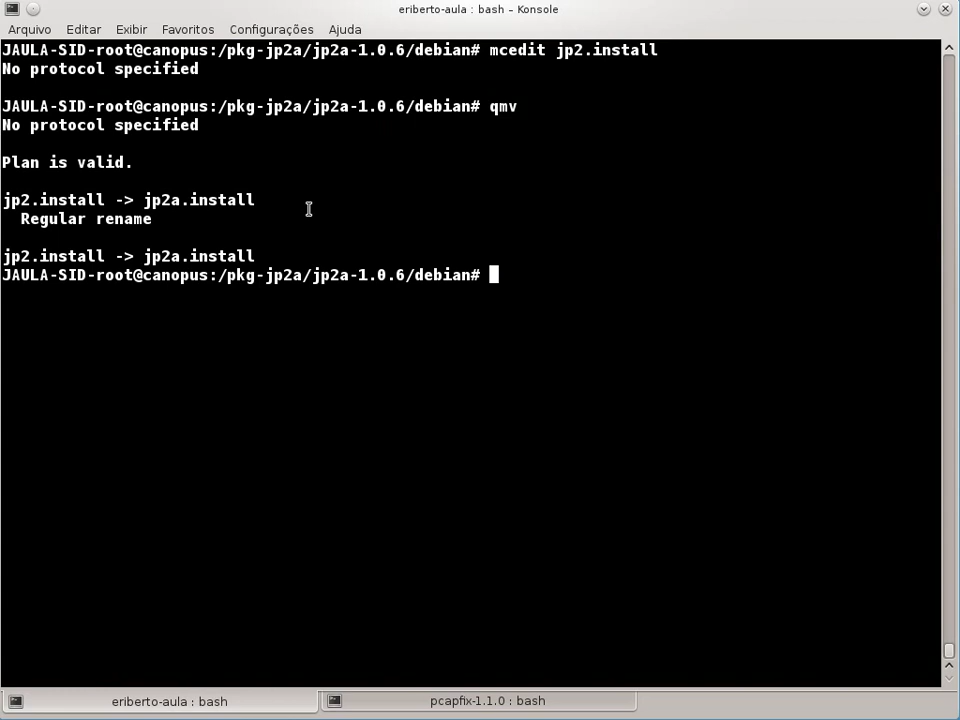 eriberto-aula : bash – Konsole
Arquivo Editar Exibir Favoritos Configurações Ajuda
JAULA-SID-root@canopus:/pkg-jp2a/jp2a-1.0.6/debian# mcedit jp2.install
No protocol specified
JAULA-SID-root@canopus:/pkg-jp2a/jp2a-1.0.6/debian# qmv
No protocol specified
Plan is valid.
jp2.install -> jp2a.install
Regular rename
jp2.install -> jp2a.install
JAULA-SID-root@canopus:/pkg-jp2a/jp2a-1.0.6/debian#
eriberto-aula : bash
pcapfix-1.1.0 : bash